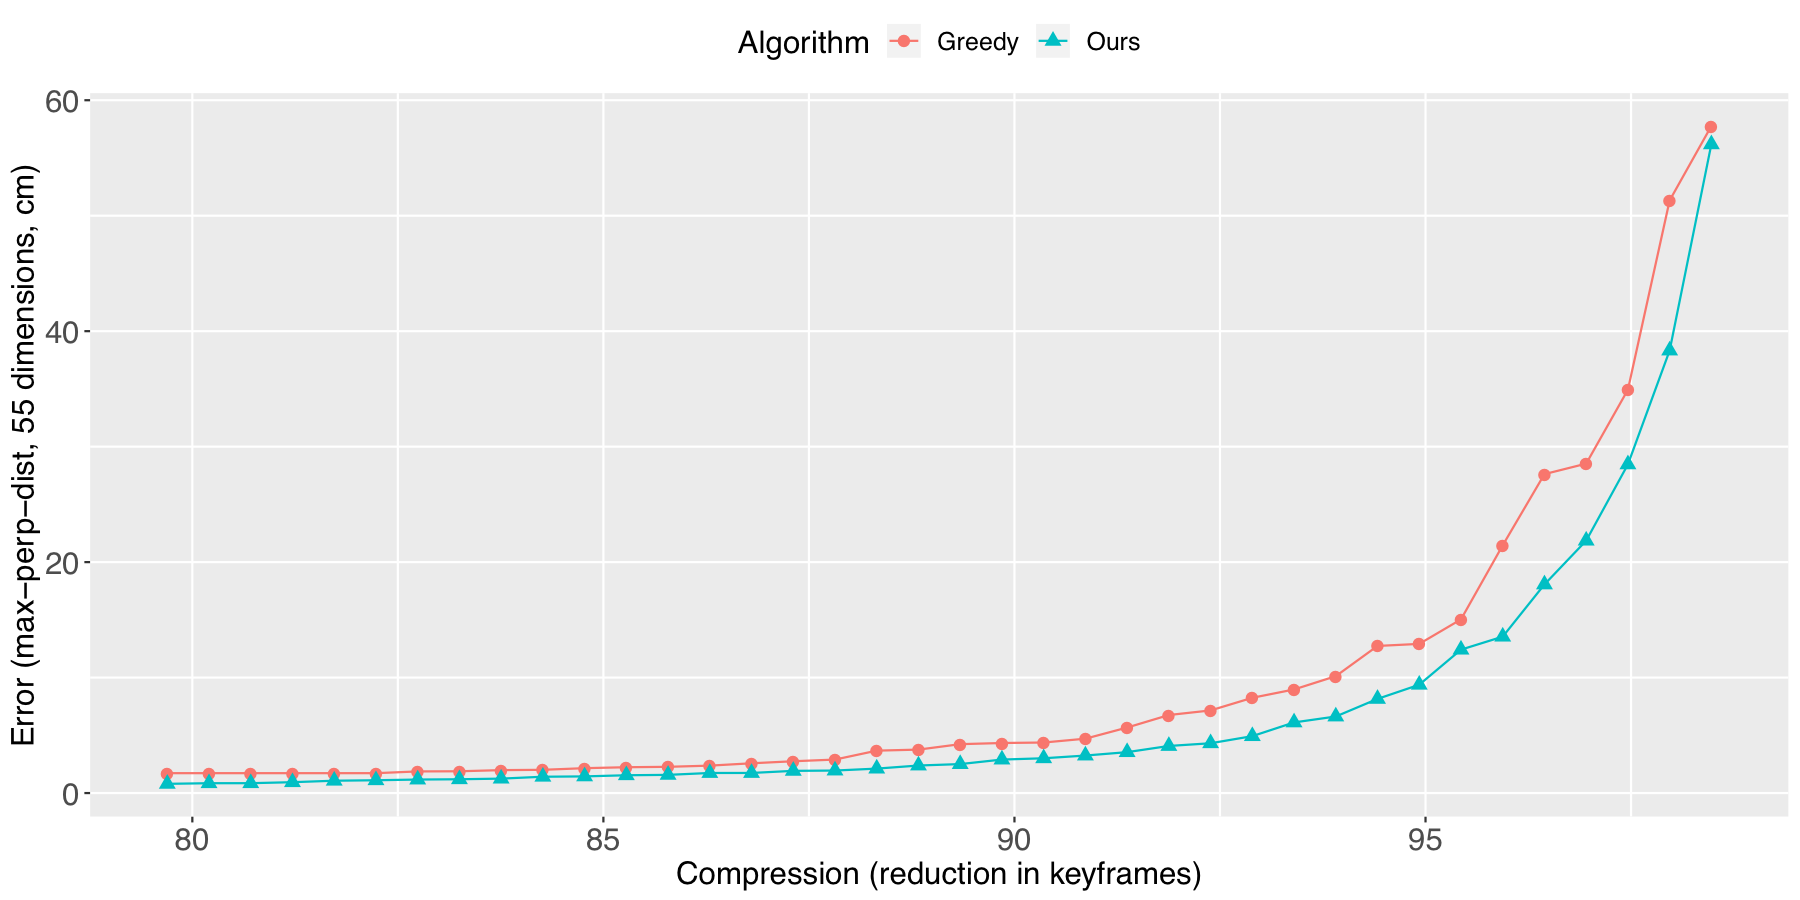 Algorithm Greedy Ours
Error (max−perp−dist, 55 dimensions, cm)
60
40
20
0
80 85 90 95
Compression (reduction in keyframes)